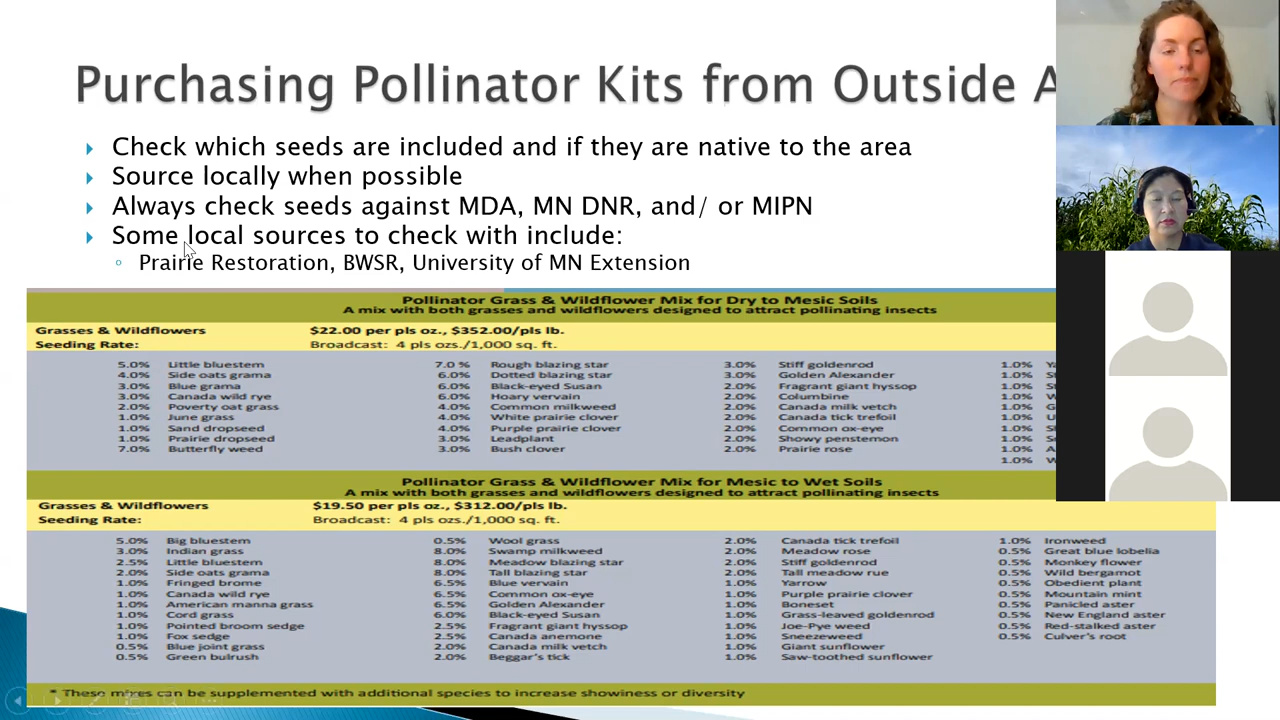 Purchasing Pollinator Kits from Outside A
Check which seeds are included and if they are native to the area
Source locally when possible
Always check seeds against MDA, MN DNR, and/ or MIPN
Some local sources to check with include:
Prairie Restoration, BWSR, University of MN Extension
Pollinator Grass & Wildflower Mix for Dry to Mesic Soils
A mix with both grasses and wildflowers designed to attract pollinating insects
Grasses & Wildflowers $22.00 per pls oz., $352.00/pls lb.
Seeding Rate: Broadcast: 4 pls ozs./1,000 sq. ft.
5.0% Little bluestem 7.0 % Rough blazing star 3.0% Stiff goldenrod 1.0%
4.0% Side oats grama 6.0% Dotted blazing star 3.0% Golden Alexander 1.0%
3.0% Blue grama 6.0% Black-eyed Susan 2.0% Fragrant giant hyssop 1.0%
3.0% Canada wild rye 6.0% Hoary vervain 2.0% Columbine 1.0%
2.0% Poverty oat grass 4.0% Common milkweed 2.0% Canada milk vetch 1.0%
1.0% June grass 4.0% White prairie clover 2.0% Canada tick trefoil 1.0%
1.0% Sand dropseed 4.0% Purple prairie clover 2.0% Common ox-eye 1.0%
1.0% Prairie dropseed 3.0% Leadplant 2.0% Showy penstemon 1.0%
7.0% Butterfly weed 3.0% Bush clover 2.0% Prairie rose 1.0%
1.0%
Pollinator Grass & Wildflower Mix for Mesic to Wet Soils
A mix with both grasses and wildflowers designed to attract pollinating insects
Grasses & Wildflowers $19.50 per pls oz., $312.00/pls lb.
Seeding Rate: Broadcast: 4 pls ozs./1,000 sq. ft.
5.0% Big bluestem 0.5% Wool grass 2.0% Canada tick trefoil 1.0% Ironweed
3.0% Indian grass 8.0% Swamp milkweed 2.0% Meadow rose 0.5% Great blue lobelia
2.5% Little bluestem 8.0% Meadow blazing star 2.0% Stiff goldenrod 0.5% Monkey flower
2.0% Side oats grama 8.0% Tall blazing star 2.0% Tall meadow rue 0.5% Wild bergamot
1.0% Fringed brome 6.5% Blue vervain 1.0% Yarrow 0.5% Obedient plant
1.0% Canada wild rye 6.5% Common ox-eye 1.0% Purple prairie clover 0.5% Mountain mint
1.0% American manna grass 6.5% Golden Alexander 1.0% Boneset 0.5% Panicled aster
1.0% Cord grass 6.0% Black-eyed Susan 1.0% Grass-leaved goldenrod 0.5% New England aster
1.0% Pointed broom sedge 2.5% Fragrant giant hyssop 1.0% Joe-Pye weed 0.5% Red-stalked aster
1.0% Fox sedge 2.5% Canada anemone 1.0% Sneezeweed 0.5% Culver's root
0.5% Blue joint grass 2.0% Canada milk vetch 1.0% Giant sunflower
0.5% Green bulrush 2.0% Beggar's tick 1.0% Saw-toothed sunflower
* These mixes can be supplemented with additional species to increase showiness or diversity